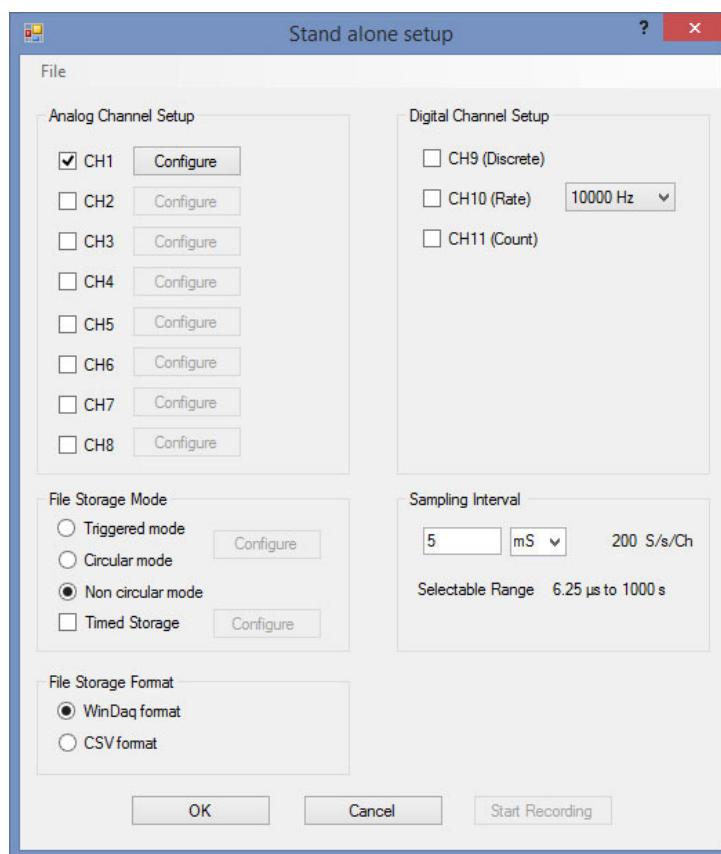 Stand alone setup ?
File
Analog Channel Setup
CH1 Configure
CH2 Configure
CH3 Configure
CH4 Configure
CH5 Configure
CH6 Configure
CH7 Configure
CH8 Configure
Digital Channel Setup
CH9 (Discrete)
CH10 (Rate) 10000 Hz
CH11 (Count)
File Storage Mode
Triggered mode
Configure
Circular mode
Non circular mode
Timed Storage Configure
Sampling Interval
5 mS 200 S/s/Ch
Selectable Range 6.25 µs to 1000 s
File Storage Format
WinDaq format
CSV format
OK Cancel Start Recording